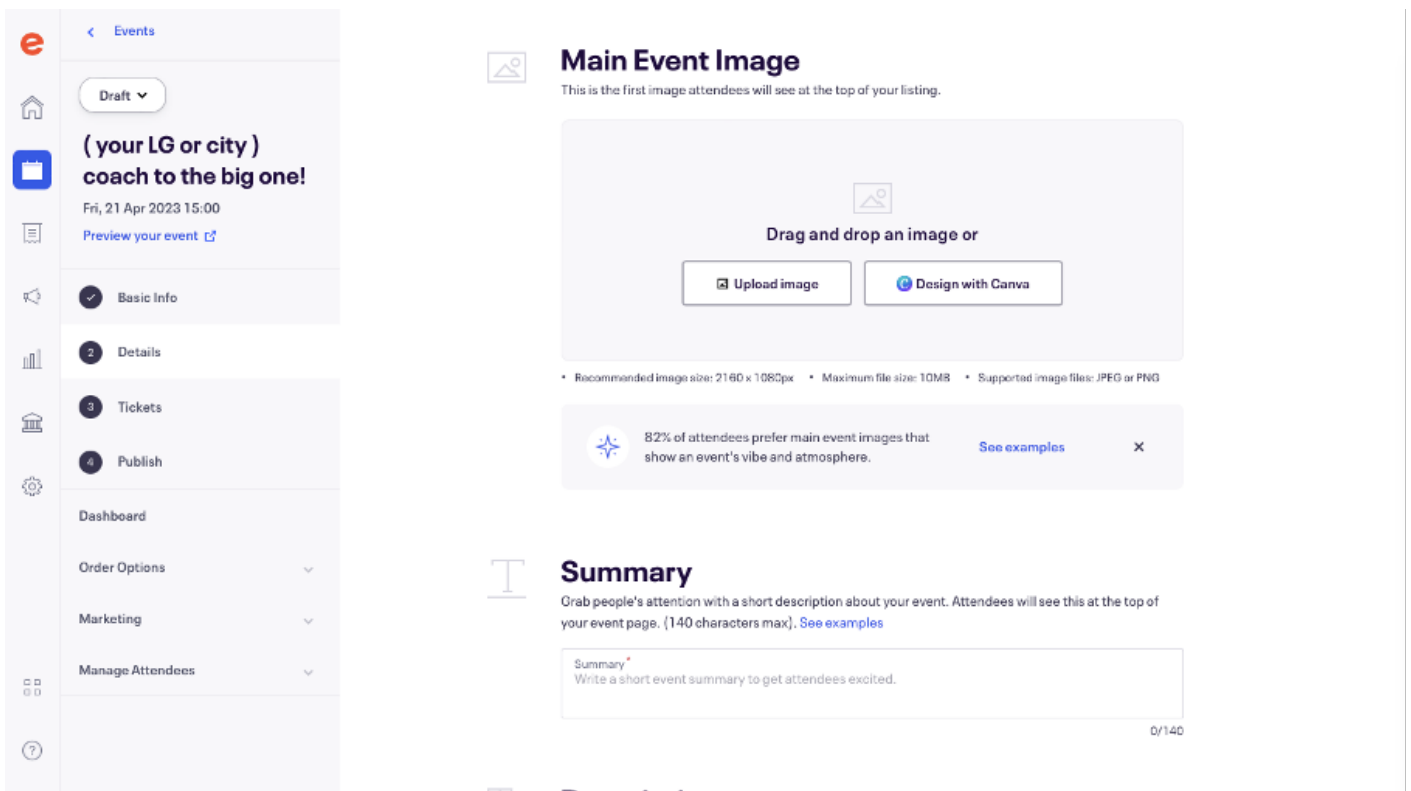 Events
Draft
( your LG or city )
coach to the big one!
Fri, 21 Apr 2023 15:00
Preview your event
Basic Info
2 Details
3 Tickets
4 Publish
Dashboard
Order Options
Marketing
Manage Attendees
Main Event Image
This is the first image attendees will see at the top of your listing.
Drag and drop an image or
Upload image
Design with Canva
• Recommended image size: 2160 x 1080px • Maximum file size: 10MB • Supported image files: JPEG or PNG
82% of attendees prefer main event images that
show an event's vibe and atmosphere.
See examples
Summary
Grab people's attention with a short description about your event. Attendees will see this at the top of
your event page. (140 characters max). See examples
Summary*
Write a short event summary to get attendees excited.
0/140